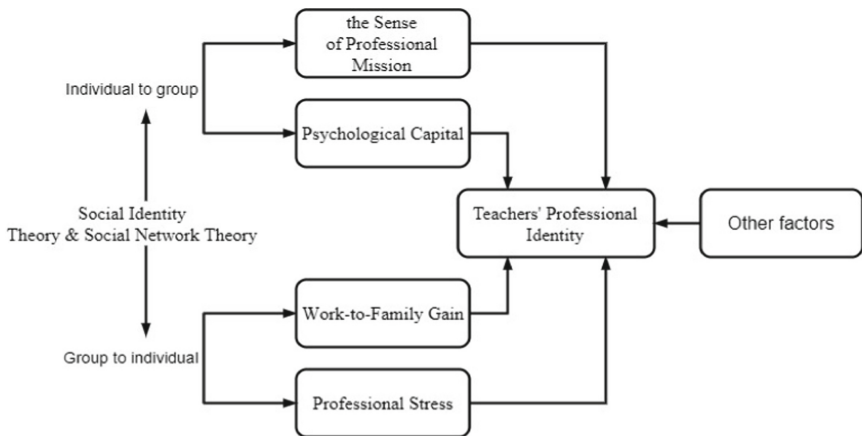 the Sense
of Professional
Mission
Individual to group
Psychological Capital
Social Identity
Theory & Social Network Theory
Teachers' Professional
Identity
Other factors
Work-to-Family Gain
Group to individual
Professional Stress